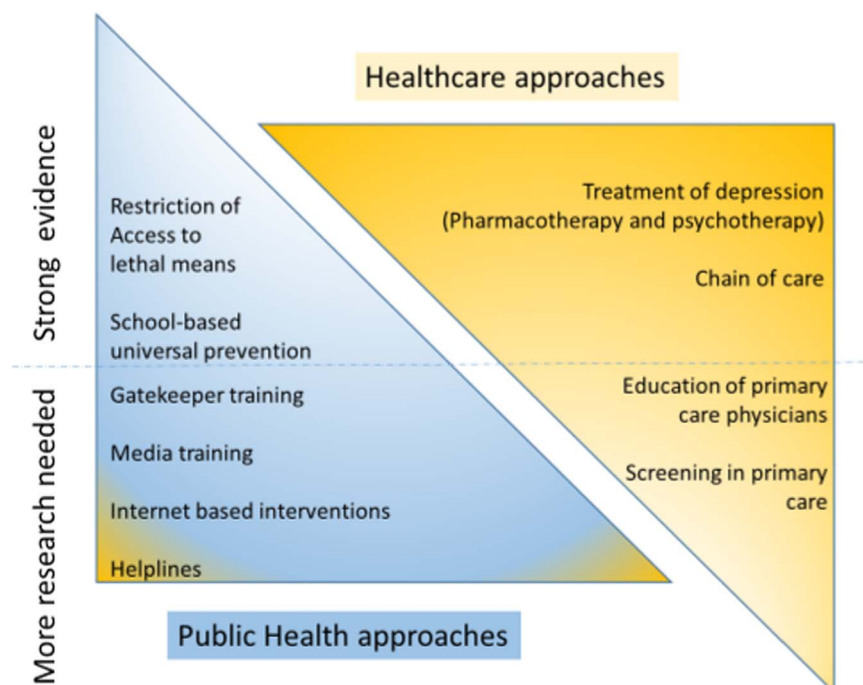 Healthcare approaches
Strong evidence
Treatment of depression
(Pharmacotherapy and psychotherapy)
Restriction of
Access to
lethal means
Chain of care
School-based
universal prevention
More research needed
Gatekeeper training
Education of primary
care physicians
Media training
Screening in primary
care
Internet based interventions
Helplines
Public Health approaches